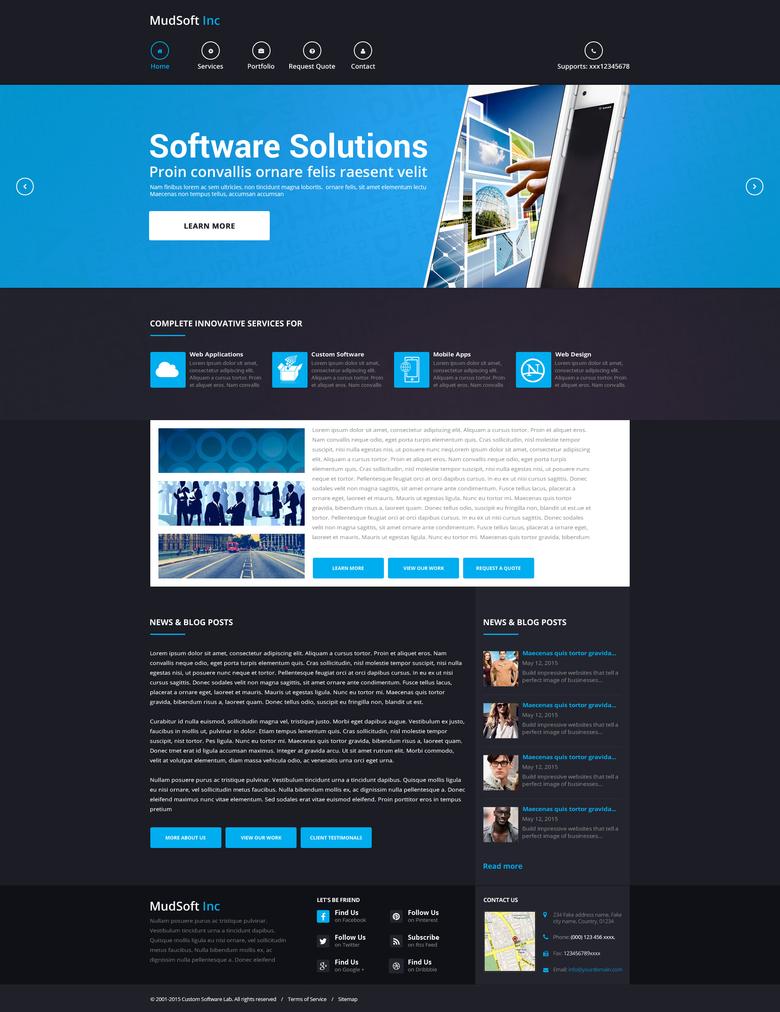 MudSoft Inc
Home
Services
Portfolio
Request Quote
Contact
Supports: xxx12345678
Software Solutions
Proin convallis ornare felis raesent velit
Nam finibus lorem ac sem ultricies, non tincidunt magna lobortis. ornare felis, sit amet elementum lectu
Maecenas non tempus tellus, accumsan accumsan
LEARN MORE
COMPLETE INNOVATIVE SERVICES FOR
Web Applications
Lorem ipsum dolor sit amet,
consectetur adipiscing elit.
Aliquam a cursus tortor. Proin
et aliquet eros. Nam convallis
Custom Software
Lorem ipsum dolor sit amet,
consectetur adipiscing elit.
Aliquam a cursus tortor. Proin
et aliquet eros. Nam convallis
Mobile Apps
Lorem ipsum dolor sit amet,
consectetur adipiscing elit.
Aliquam a cursus tortor. Proin
et aliquet eros. Nam convallis
Web Design
Lorem ipsum dolor sit amet,
consectetur adipiscing elit.
Aliquam a cursus tortor. Proin
et aliquet eros. Nam convallis
Lorem ipsum dolor sit amet, consectetur adipiscing elit. Aliquam a cursus tortor. Proin et aliquet eros.
Nam convallis neque odio, eget porta turpis elementum quis. Cras sollicitudin, nisl molestie tempor
suscipit, nisi nulla egestas nisi, ut posuere nunc neqLorem ipsum dolor sit amet, consectetur adipiscing
elit. Aliquam a cursus tortor. Proin et aliquet eros. Nam convallis neque odio, eget porta turpis
elementum quis. Cras sollicitudin, nisl molestie tempor suscipit, nisi nulla egestas nisi, ut posuere nunc
neque et tortor. Pellentesque feugiat orci at orci dapibus cursus. In eu ex ut nisi cursus sagittis. Donec
sodales velit non augue mattis, sit amet ornare ante condimentum. Fusce tellus lacus, placerat a
ornare eget, laoreet et mauris. Mauris ut egestas ligula. Nunc eu tortor mi. Maecenas quis tortor
gravida, bibendum risus a, laoreet quam. Donec tellus odio, suscipit eu fringilla non, blandit ut est.ue et
tortor. Pellentesque feugiat orci at orci dapibus cursus. In eu ex ut nisi cursus sagittis. Donec sodales
velit non augue mattis, sit amet ornare ante condimentum. Fusce tellus lacus, placerat a ornare eget,
laoreet et mauris. Mauris ut egestas ligula. Nunc eu tortor mi. Maecenas quis tortor gravida, bibendum
LEARN MORE
VIEW OUR WORK
REQUEST A QUOTE
NEWS & BLOG POSTS
Lorem ipsum dolor sit amet, consectetur adipiscing elit. Aliquam a cursus tortor. Proin et aliquet eros. Nam
convallis neque odio, eget porta turpis elementum quis. Cras sollicitudin, nisl molestie tempor suscipit, nisi nulla
egestas nisi, ut posuere nunc neque et tortor. Pellentesque feugiat orci at orci dapibus cursus. In eu ex ut nisi
cursus sagittis. Donec sodales velit non augue mattis, sit amet ornare ante condimentum. Fusce tellus lacus,
placerat a ornare eget, laoreet et mauris. Mauris ut egestas ligula. Nunc eu tortor mi. Maecenas quis tortor
gravida, bibendum risus a, laoreet quam. Donec tellus odio, suscipit eu fringilla non, blandit ut est.
Curabitur id nulla euismod, sollicitudin magna vel, tristique justo. Morbi eget dapibus augue. Vestibulum ex justo,
faucibus in mollis ut, pulvinar in dolor. Etiam tempus lementum quis. Cras sollicitudin, nisl molestie tempor
suscipit, nist tortor. Pes ligula. Nunc eu tortor mi. Maecenas quis tortor gravida, bibendum risus a, laoreet quam.
Donec tmet erat id ligula accumsan maximus. Integer at gravida arcu. Ut sit amet rutrum elit. Morbi commodo,
velit at volutpat elementum, diam massa vehicula odio, ac venenatis urna orci eget eros.
Nullam posuere purus ac tristique pulvinar. Vestibulum tincidunt urna a tincidunt dapibus. Quisque mollis ligula
eu nisi ornare, vel sollicitudin metus faucibus. Nulla bibendum mollis ex, ac dignissim nulla pellentesque a. Donec
eleifend maximus nunc vitae elementum. Sed sodales erat vitae euismod eleifend. Proin porttitor eros in tempus
pretium
MORE ABOUT US
VIEW OUR WORK
CLIENT TESTIMONALS
NEWS & BLOG POSTS
Maecenas quis tortor gravida...
May 12, 2015
Build impressive websites that tell a
perfect image of businesses...
Maecenas quis tortor gravida...
May 12, 2015
Build impressive websites that tell a
perfect image of businesses...
Maecenas quis tortor gravida...
May 12, 2015
Build impressive websites that tell a
perfect image of businesses...
Maecenas quis tortor gravida...
May 12, 2015
Build impressive websites that tell a
perfect image of businesses...
Read more
MudSoft Inc
Nullam posuere purus ac tristique pulvinar.
Vestibulum tincidunt urna a tincidunt dapibus.
Quisque mollis ligula eu nisi ornare, vel sollicitudin
metus faucibus. Nulla bibendum mollis ex, ac
dignissim nulla pellentesque a. Donec eleifend
LET'S BE FRIEND
Find Us
on Facebook
Follow Us
on Pinterest
Follow Us
on Twitter
Subscribe
on Rss Feed
Find Us
on Google +
Find Us
on Dribbble
CONTACT US
234 Fake address name, Fake
city name, Country, 01234
Phone: (000) 123 456 xxxx,
Fax: 123456789xxxx
Email: info@yourdomain.com
© 2001-2015 Custom Software Lab. All rights reserved / Terms of Service / Sitemap